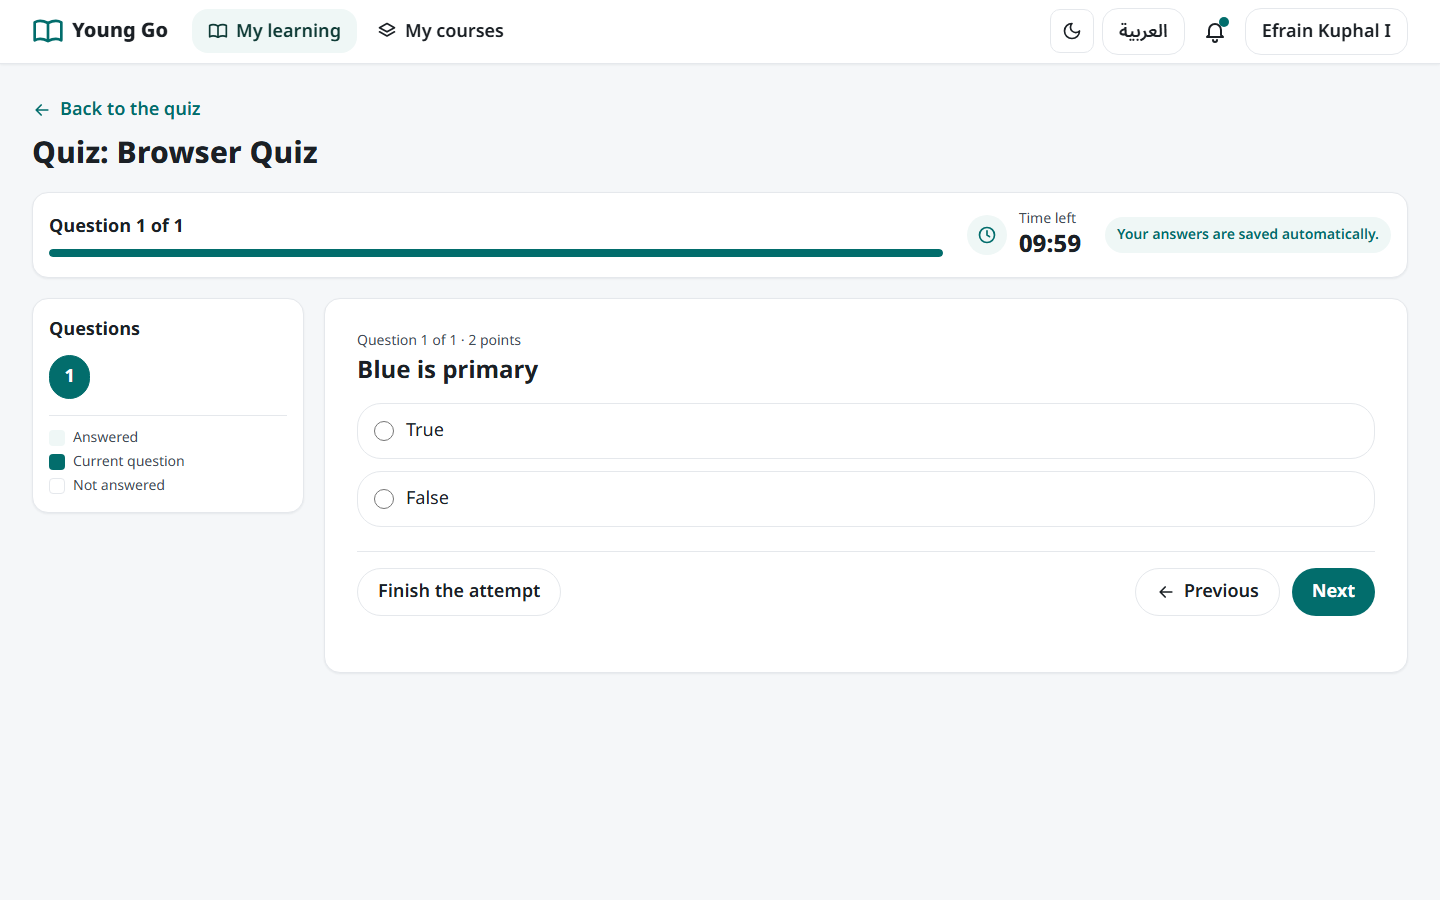 Young Go
My learning
My courses
العربية
Efrain Kuphal I
Back to the quiz
Quiz: Browser Quiz
Question 1 of 1
Time left
09:59
Your answers are saved automatically.
Questions
1
Answered
Current question
Not answered
Question 1 of 1 · 2 points
Blue is primary
True
False
Finish the attempt
Previous
Next